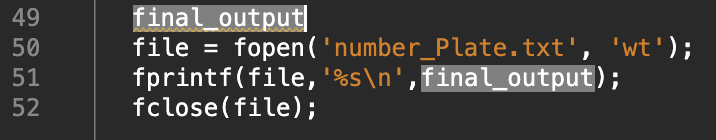 49 final_output
50 file = fopen('number_Plate.txt', 'wt');
51 fprintf(file,'%s\n',final_output);
52 fclose(file);